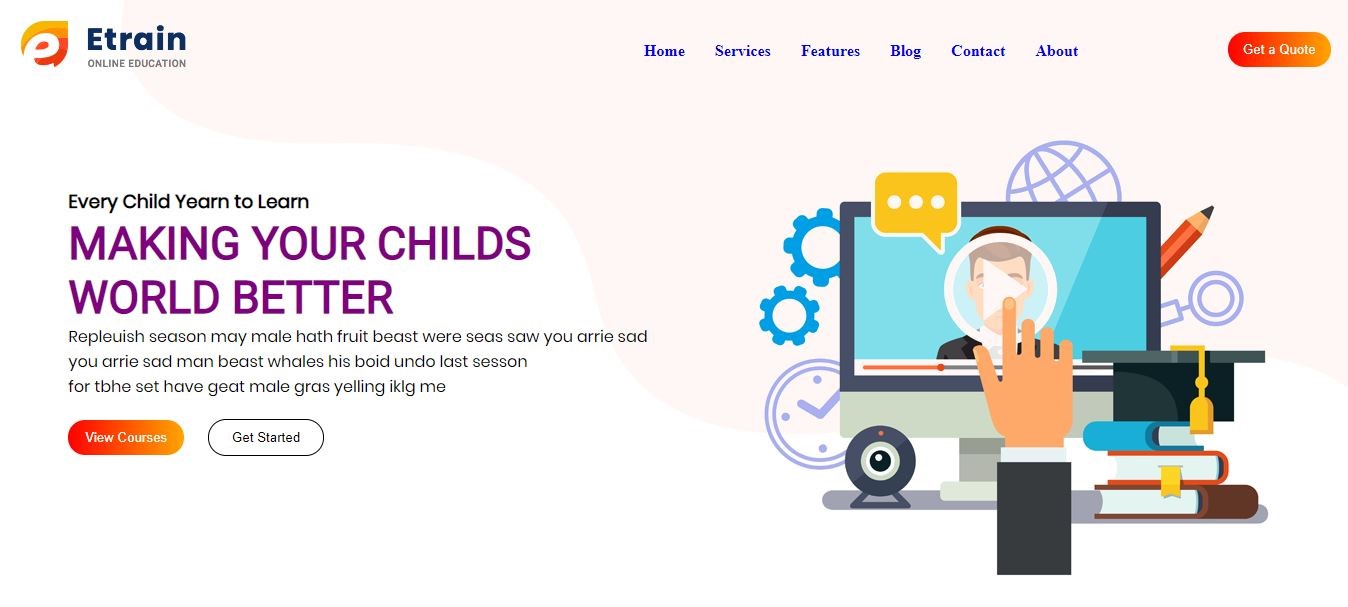 Etrain
ONLINE EDUCATION
Home Services Features Blog Contact About
Get a Quote
Every Child Yearn to Learn
MAKING YOUR CHILDS
WORLD BETTER
Repleuish season may male hath fruit beast were seas saw you arrie sad
you arrie sad man beast whales his boid undo last sesson
for tbhe set have geat male gras yelling iklg me
View Courses Get Started